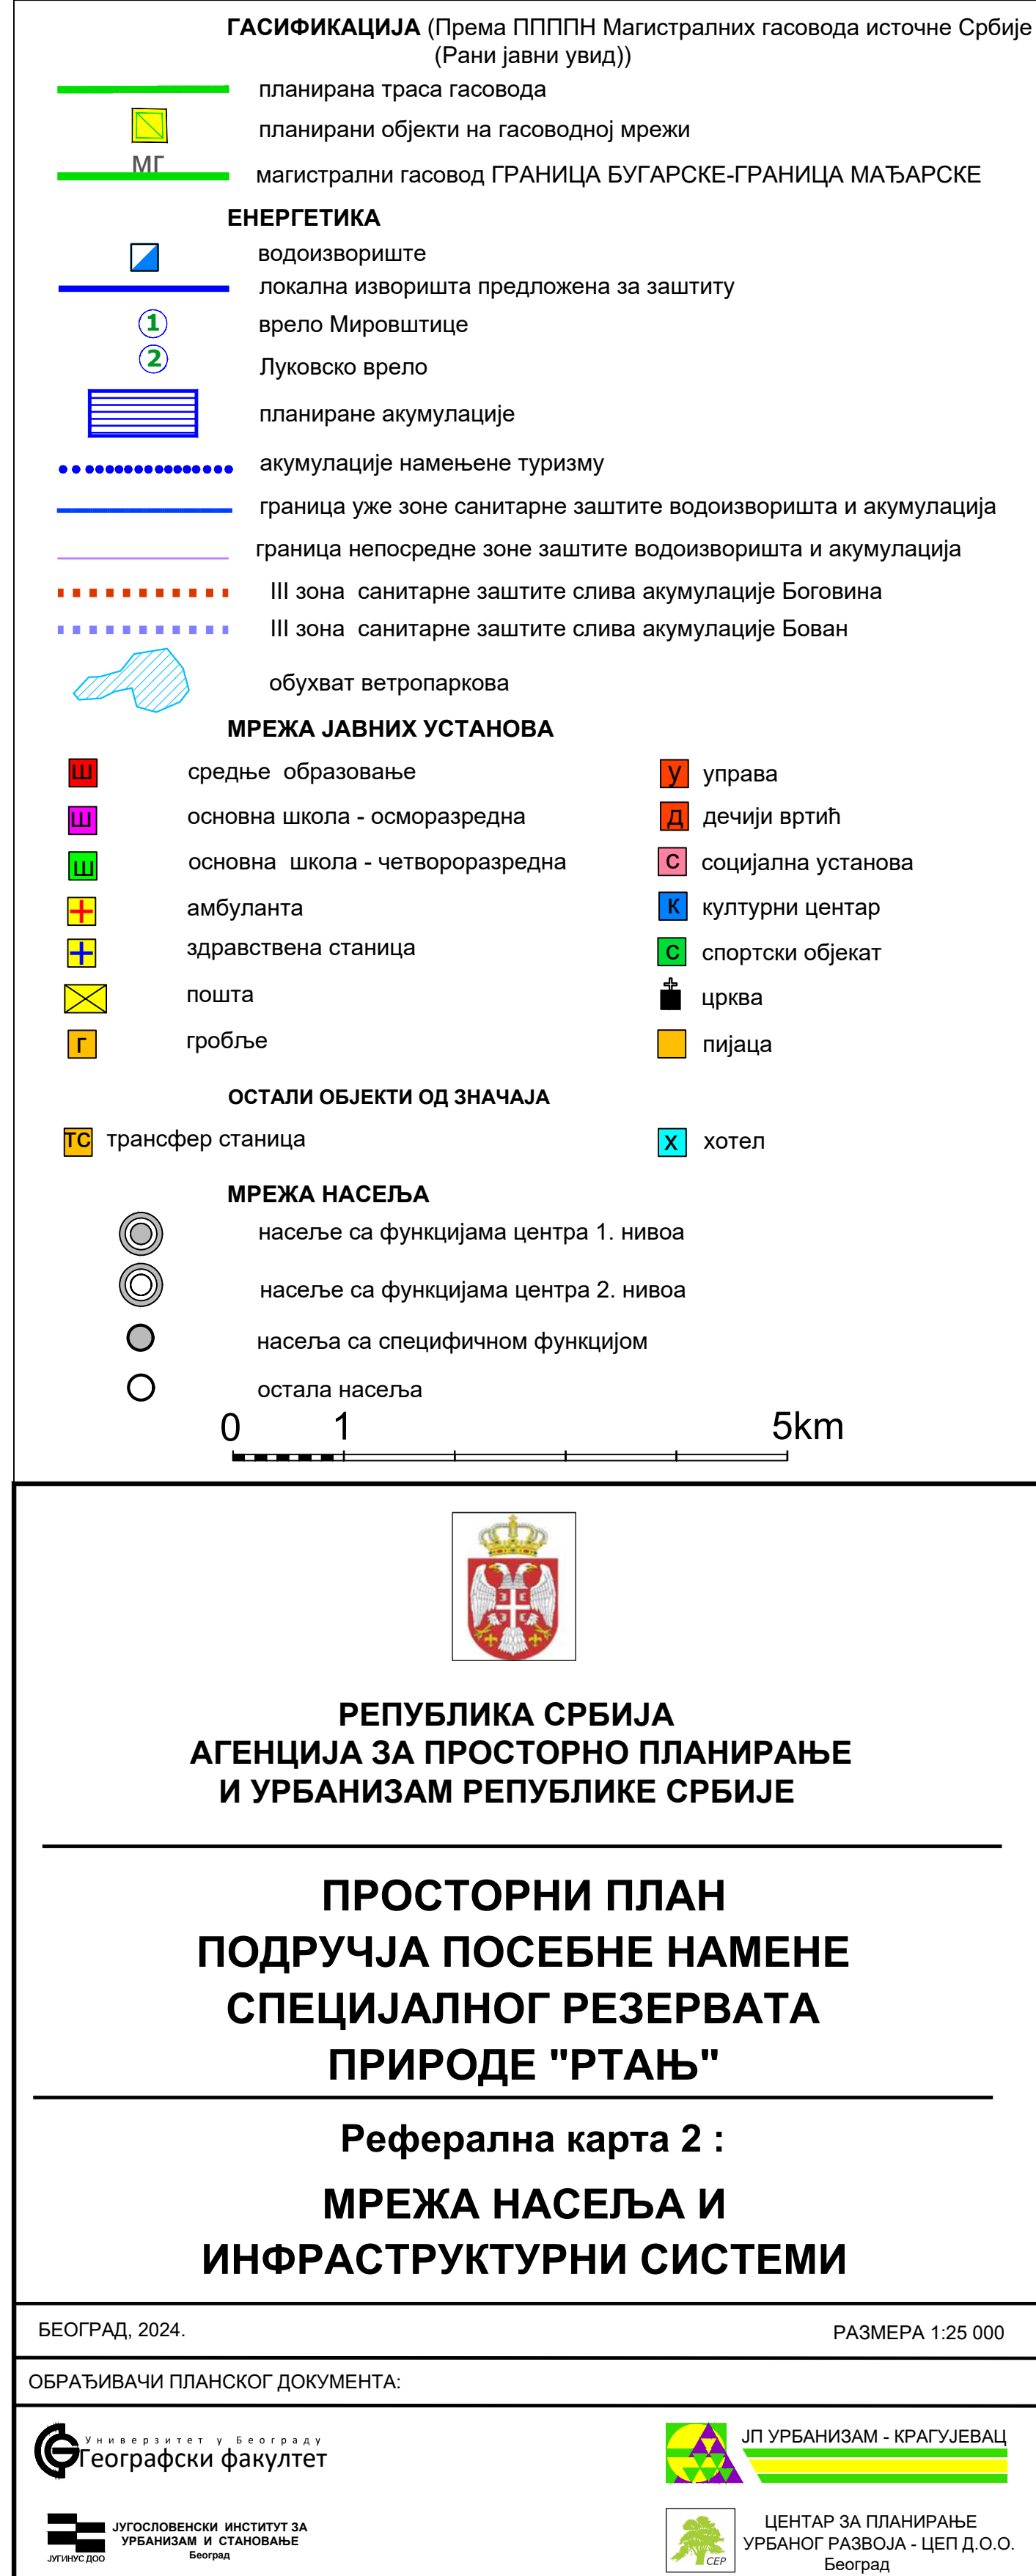 ГАСИФИКАЦИЈА (Према ПППН Магистралних гасовода источне Србије
(Рани јавни увид))
планирана траса гасовода
планирани објекти на гасоводној мрежи
МГ
магистрални гасовод ГРАНИЦА БУГАРСКЕ-ГРАНИЦА МАЂАРСКЕ
ЕНЕРГЕТИКА
водоизвориште
локална изворишта предложена за заштиту
1 врело Мировштице
2 Луковско врело
планиране акумулације
акумулације намењене туризму
граница уже зоне санитарне заштите водоизворишта и акумулација
граница непосредне зоне заштите водоизворишта и акумулација
III зона санитарне заштите слива акумулације Боговина
III зона санитарне заштите слива акумулације Бован
обухват ветропаркова
МРЕЖА ЈАВНИХ УСТАНОВА
Ш средње образовање
У управа
Ш основна школа - осморазредна
Д дечији вртић
Ш основна школа - четвороразредна
С социјална установа
амбуланта
К културни центар
здравствена станица
С спортски објекат
пошта
црква
Г гробље
пијаца
ОСТАЛИ ОБЈЕКТИ ОД ЗНАЧАЈА
ТС трансфер станица
Х хотел
МРЕЖА НАСЕЉА
насеље са функцијама центра 1. нивоа
насеље са функцијама центра 2. нивоа
насеља са специфичном функцијом
остала насеља
0 1 5km
РЕПУБЛИКА СРБИЈА
АГЕНЦИЈА ЗА ПРОСТОРНО ПЛАНИРАЊЕ
И УРБАНИЗАМ РЕПУБЛИКЕ СРБИЈЕ
ПРОСТОРНИ ПЛАН
ПОДРУЧЈА ПОСЕБНЕ НАМЕНЕ
СПЕЦИЈАЛНОГ РЕЗЕРВАТА
ПРИРОДЕ "РТАЊ"
Реферална карта 2 :
МРЕЖА НАСЕЉА И
ИНФРАСТРУКТУРНИ СИСТЕМИ
БЕОГРАД, 2024.
РАЗМЕРА 1:25 000
ОБРАЂИВАЧИ ПЛАНСКОГ ДОКУМЕНТА:
Универзитет у Београду
Географски факултет
ЈП УРБАНИЗАМ - КРАГУЈЕВАЦ
ЈУГИНУС ДОО
ЈУГОСЛОВЕНСКИ ИНСТИТУТ ЗА
УРБАНИЗАМ И СТАНОВАЊЕ
Београд
CEP
ЦЕНТАР ЗА ПЛАНИРАЊЕ
УРБАНОГ РАЗВОЈА - ЦЕП Д.О.О.
Београд